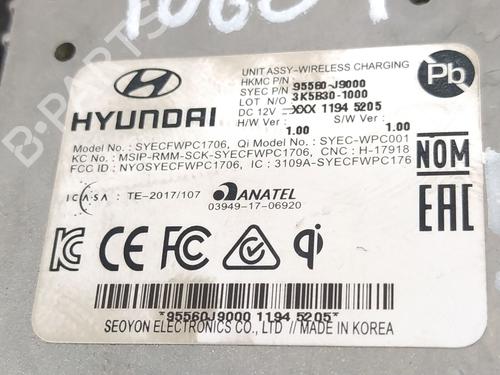 UNIT ASSY-WIRELESS CHARGING
HKMC P/N : 95560-J9000
SYEC P/N : 3K5B30-1000
LOT N/O
DC 12V XXX 1194 5205
H/W Ver : 1.00 S/W Ver : 1.00
HYUNDAI
Pb
Model No : SYECFWPC1706, Qi Model No : SYEC-WPC001
KC No : MSIP-RMM-SCK-SYECFWPC1706, CNC : H-17918
FCC ID : NYOSYECFWPC1706, IC : 3109A-SYECFWPC176
NOM
ICASA TE-2017/107 ANATEL
03949-17-06920
EAC
KC CE FC qi
*95560J9000 1194 5205*
SEOYON ELECTRONICS CO., LTD // MADE IN KOREA
B-PARTS